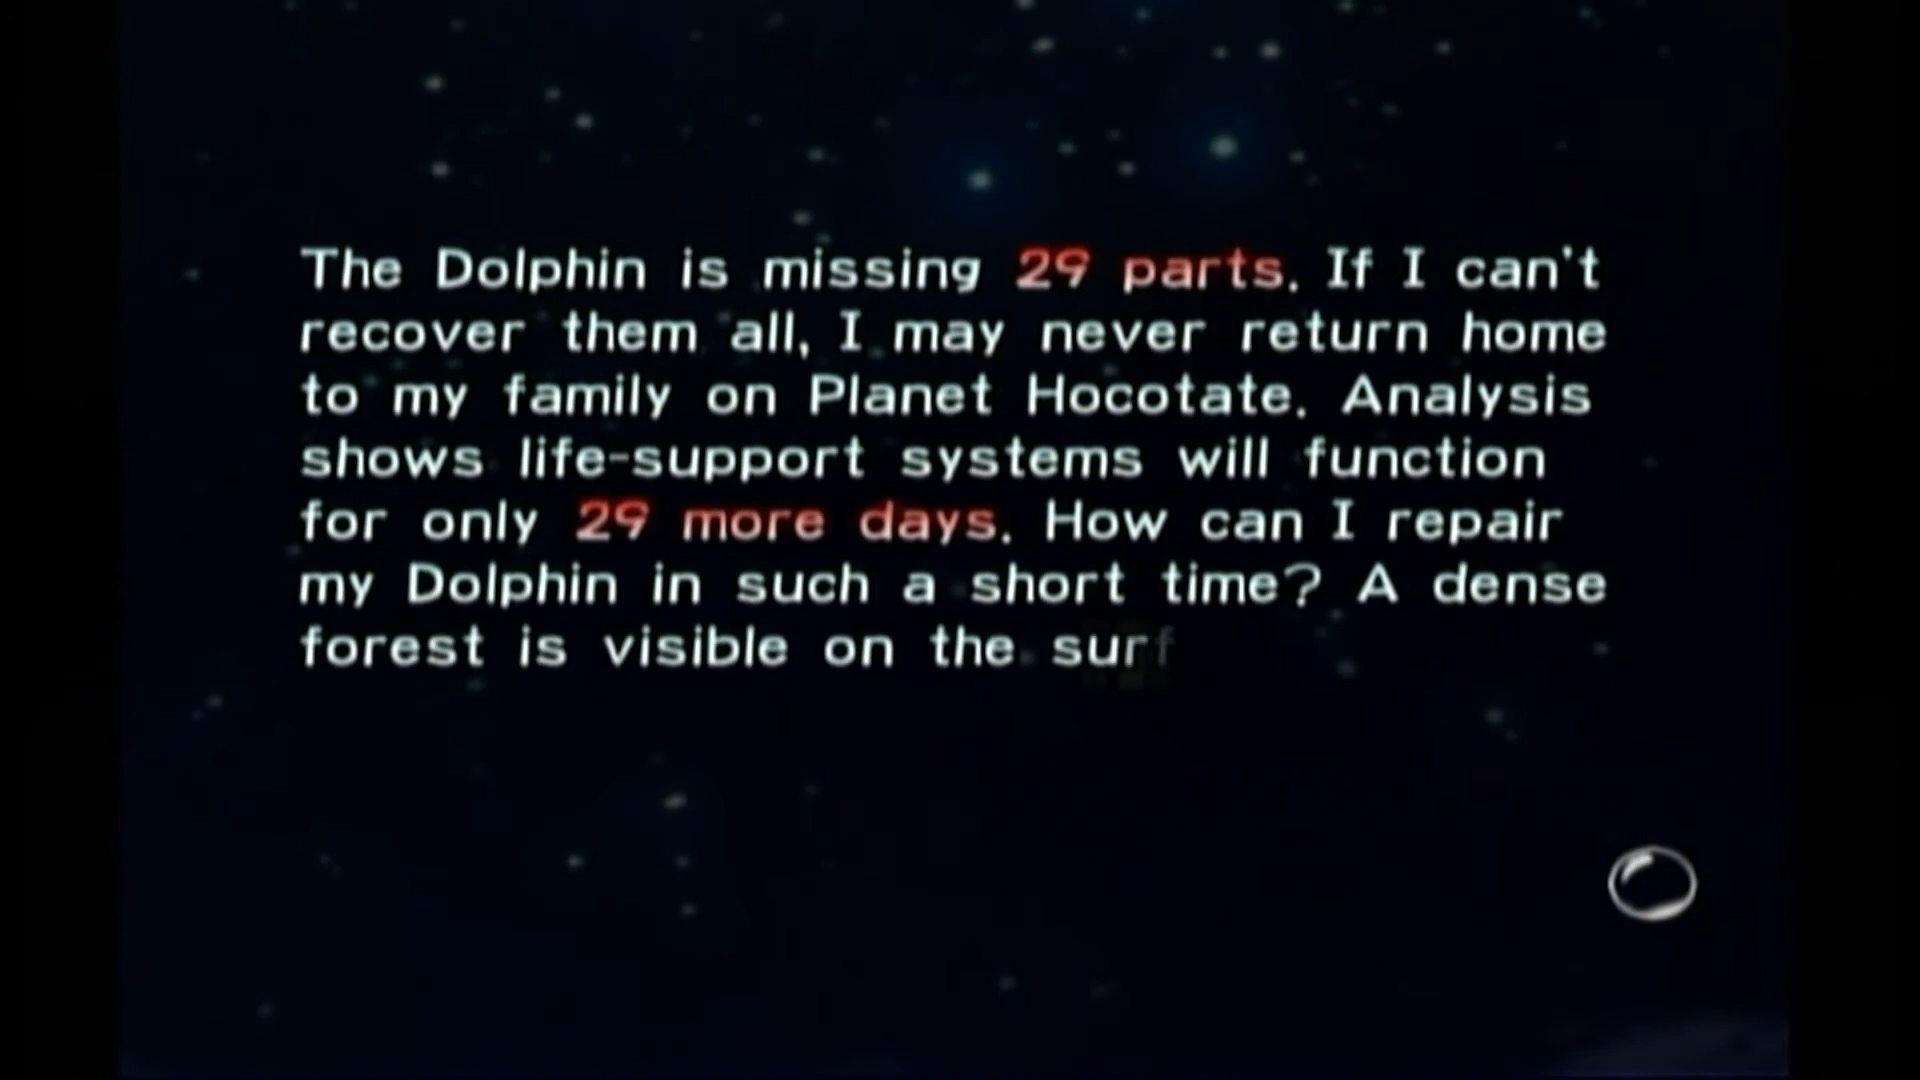 The Dolphin is missing 29 parts. If I can't
recover them all, I may never return home
to my family on Planet Hocotate. Analysis
shows life-support systems will function
for only 29 more days. How can I repair
my Dolphin in such a short time? A dense
forest is visible on the surf